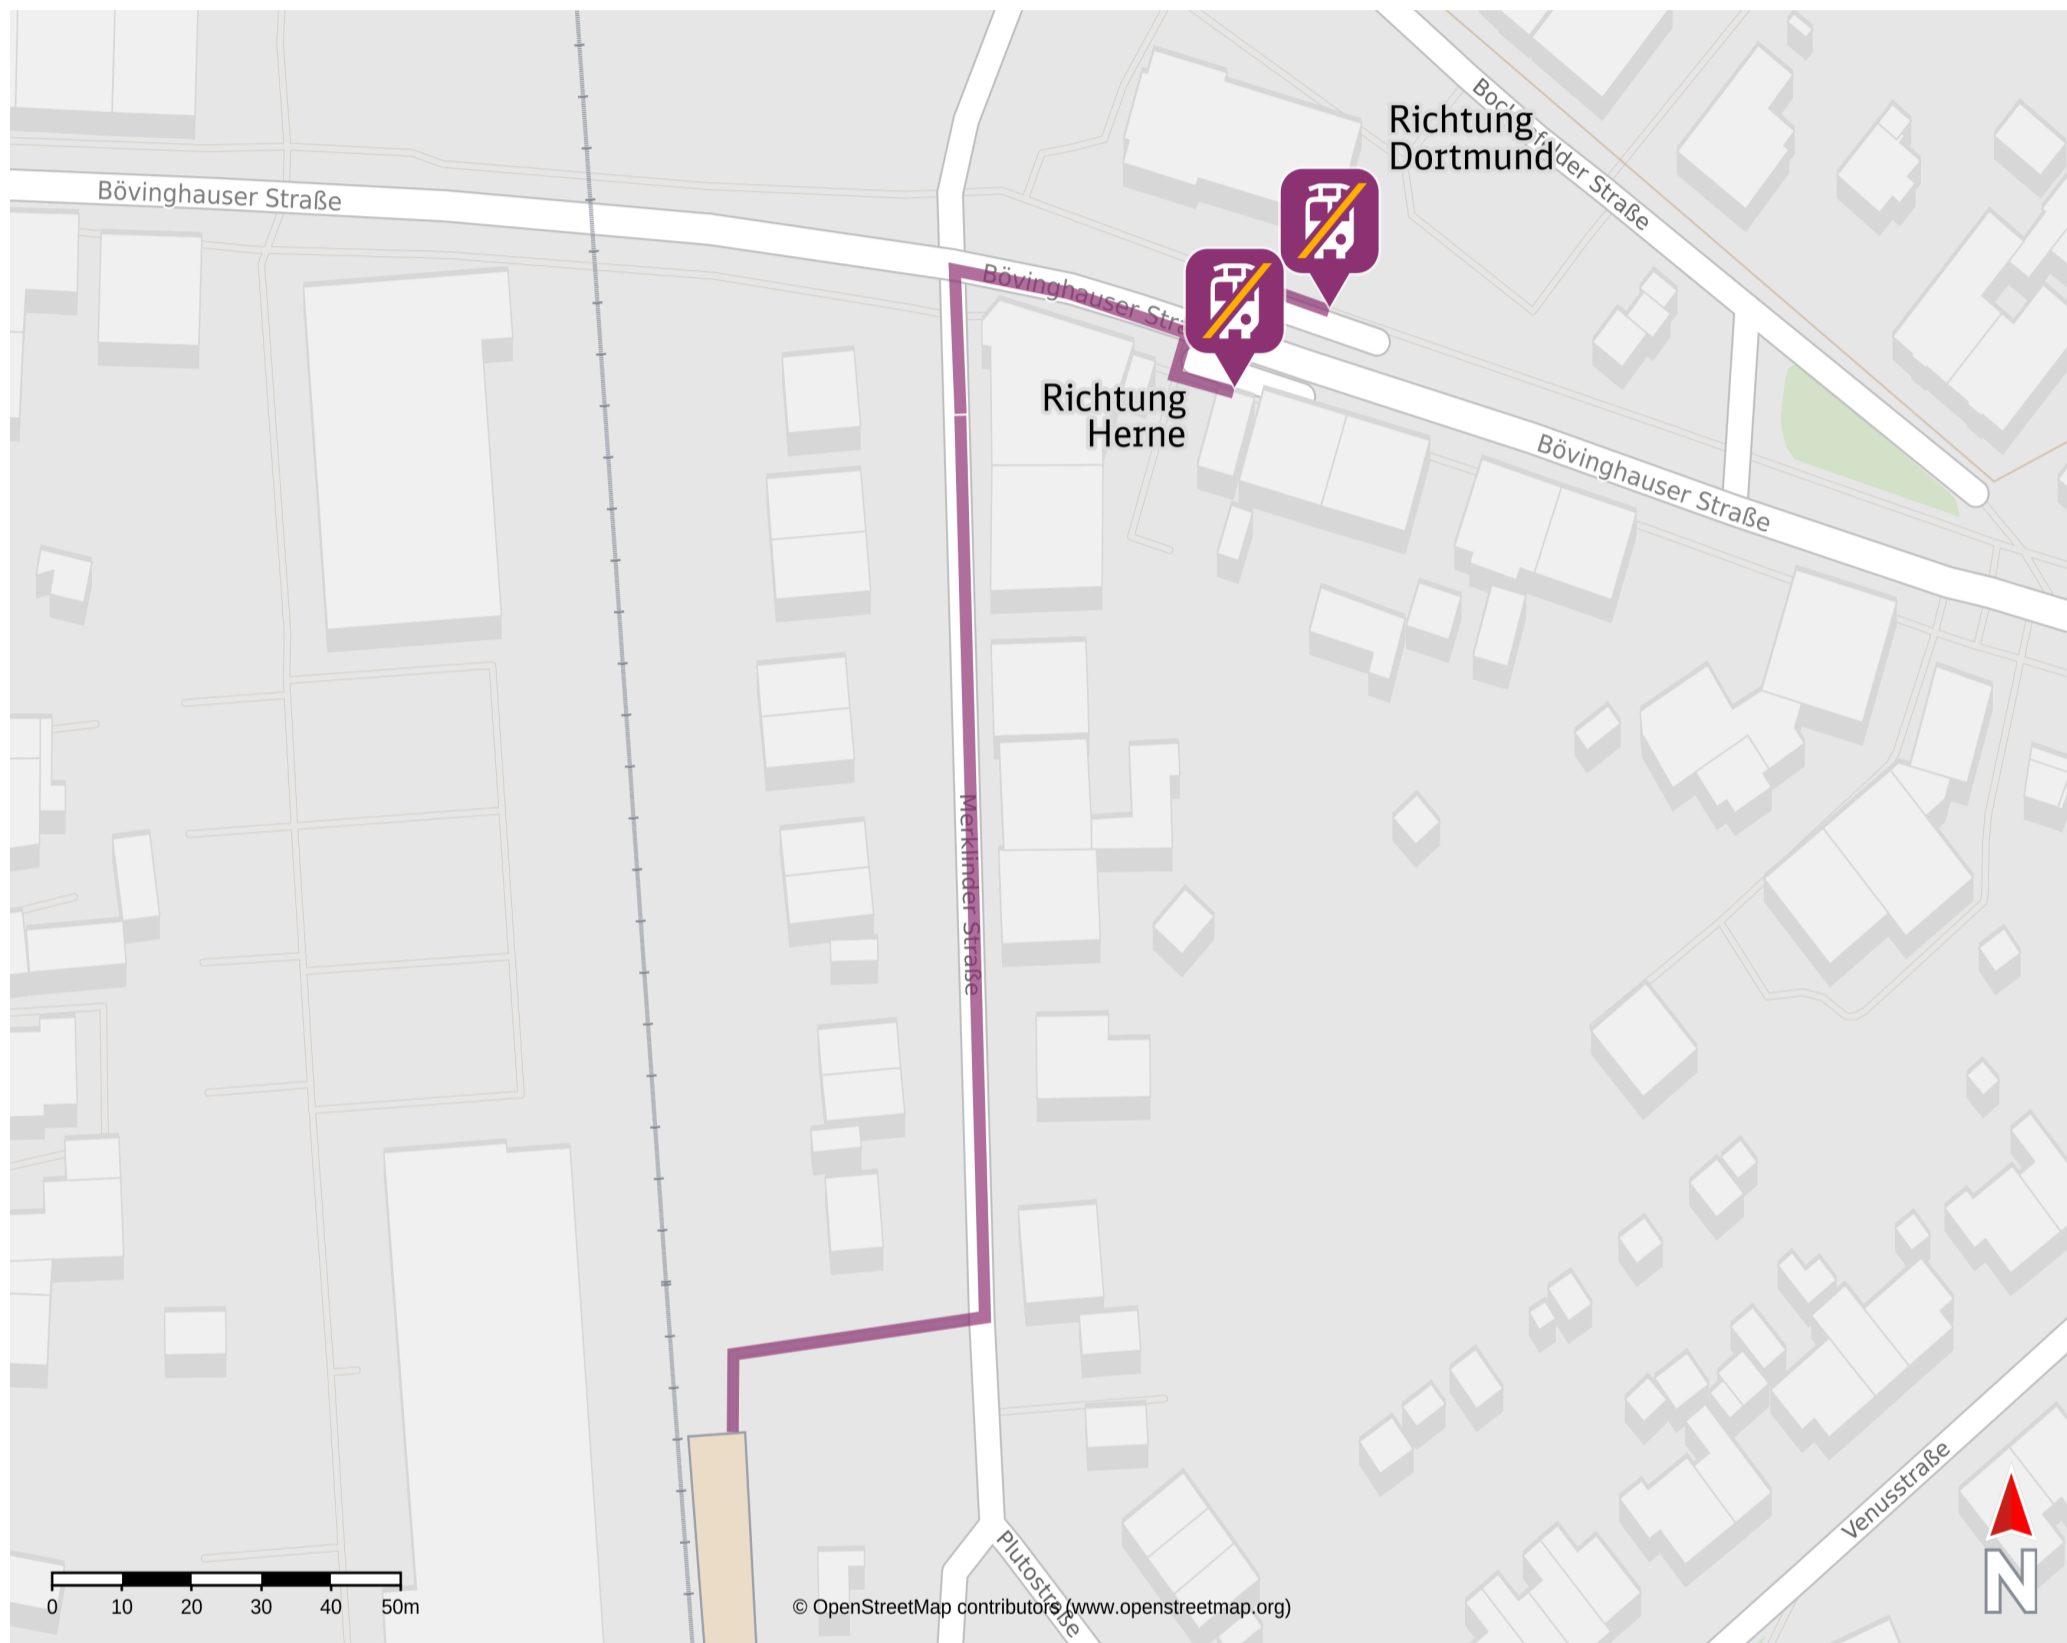 Richtung
Dortmund
Bövinghauser Straße
Bövinghauser
Richtung
Herne
Bövinghauser Straße
Merklinder Straße
Venusstraße
Plutostraße
N
0 10 20 30 40 50m
© OpenStreetMap contributors (www.openstreetmap.org)